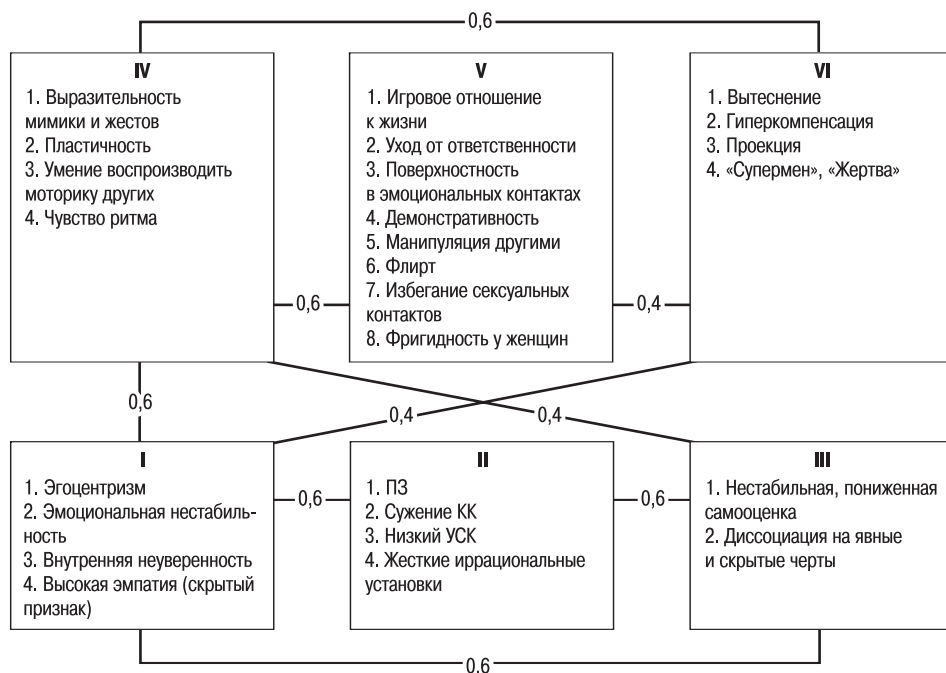 0,6
IV
1. Выразительность
мимики и жестов
2. Пластичность
3. Умение воспроизводить
моторику других
4. Чувство ритма
V
1. Игровое отношение
к жизни
2. Уход от ответственности
3. Поверхностность
в эмоциональных контактах
4. Демонстративность
5. Манипуляция другими
6. Флирт
7. Избегание сексуальных
контактов
8. Фригидность у женщин
VI
1. Вытеснение
2. Гиперкомпенсация
3. Проекция
4. «Супермен», «Жертва»
0,6
0,4
0,6
0,4
0,4
I
1. Эгоцентризм
2. Эмоциональная нестабиль-
ность
3. Внутренняя неуверенность
4. Высокая эмпатия (скрытый
признак)
0,6
II
1. ПЗ
2. Сужение КК
3. Низкий УСК
4. Жесткие иррациональные
установки
0,6
III
1. Нестабильная, пониженная
самооценка
2. Диссоциация на явные
и скрытые черты
0,6